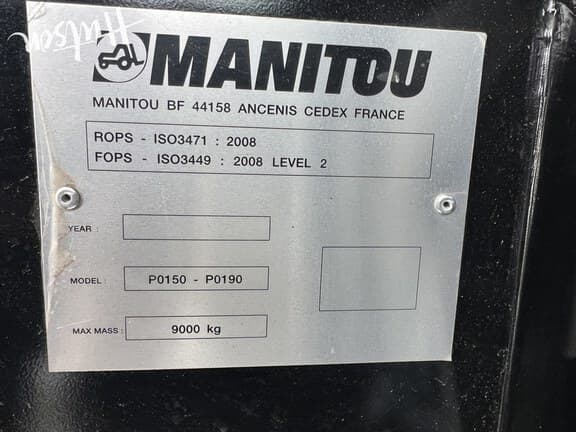 Hutson
MANITOU
MANITOU BF 44158 ANCENIS CEDEX FRANCE
ROPS - ISO3471 : 2008
FOPS - ISO3449 : 2008 LEVEL 2
YEAR :
MODEL : P0150 - P0190
MAX MASS : 9000 kg